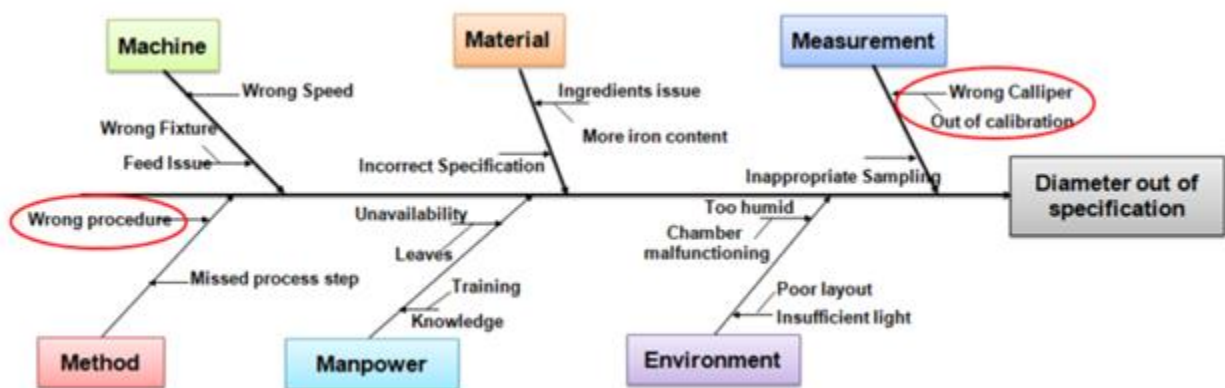 Machine
Material
Measurement
Wrong Speed
Ingredients issue
Wrong Calliper
Wrong Fixture
More iron content
Out of calibration
Feed Issue
Incorrect Specification
Inappropriate Sampling
Diameter out of
specification
Wrong procedure
Unavailability
Too humid
Leaves
Chamber
malfunctioning
Missed process step
Training
Poor layout
Knowledge
Insufficient light
Method
Manpower
Environment